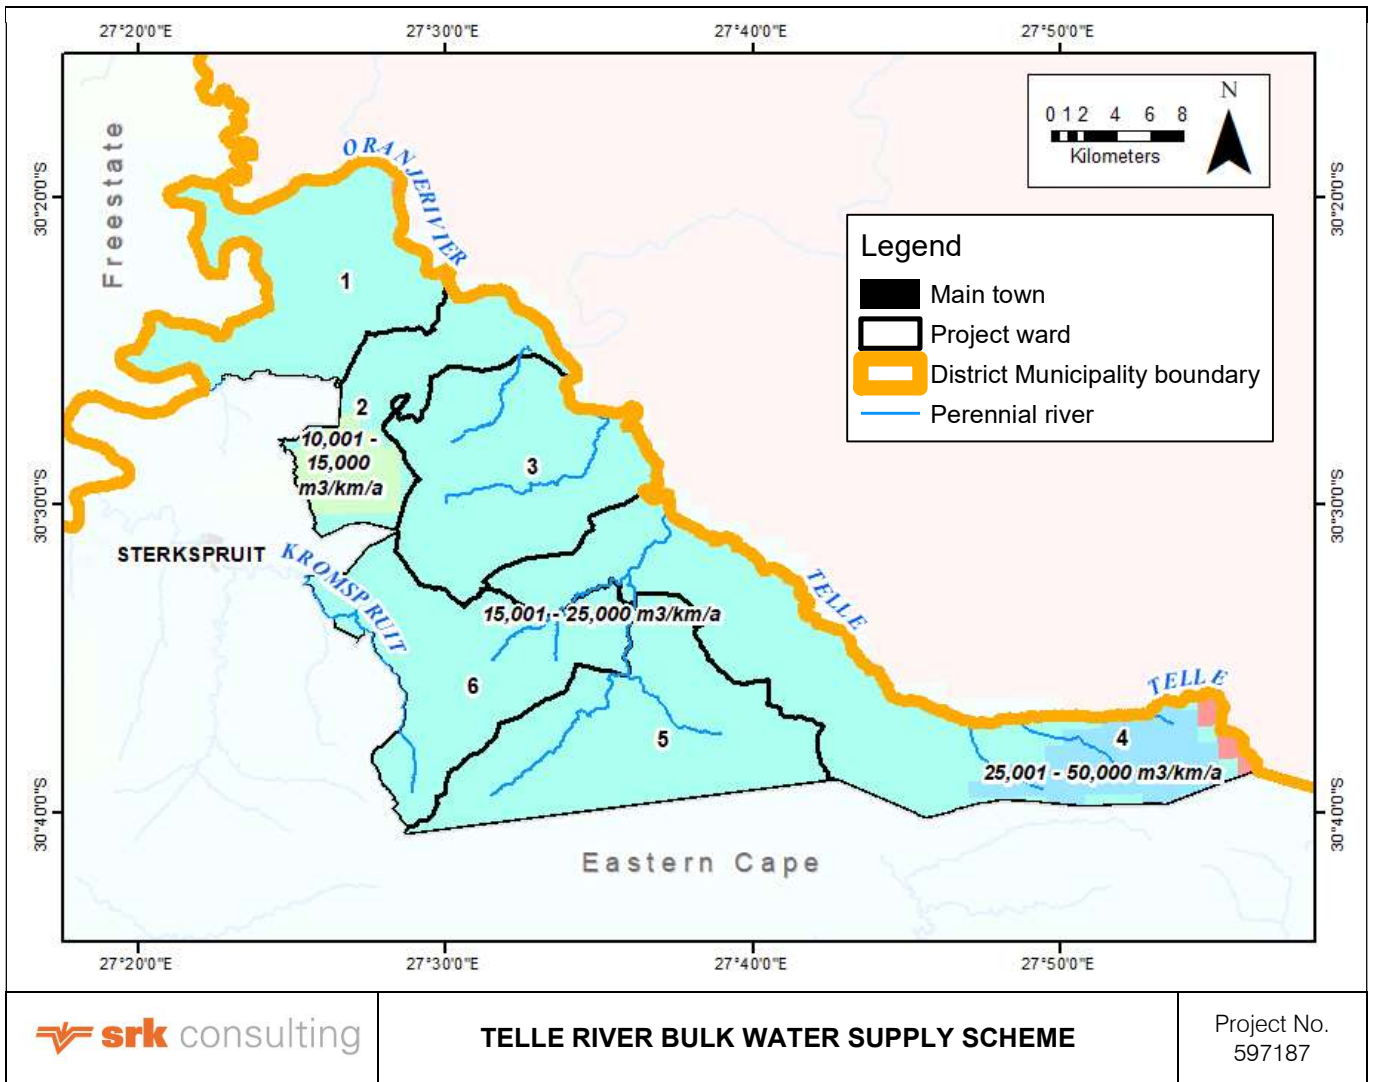 27°20'0"E 27°30'0"E 27°40'0"E 27°50'0"E
N
0 1 2 4 6 8
Kilometers
30°20'0"S
30°20'0"S
Freestate
ORANJERIVIER
Legend
Main town
Project ward
District Municipality boundary
Perennial river
1
2
10,001 -
15,000
m3/km/a
3
30°30'0"S
30°30'0"S
STERKSPRUIT
KROMSPRUIT
TELLE
15,001 - 25,000 m3/km/a
6
5
TELLE
4
25,001 - 50,000 m3/km/a
30°40'0"S
30°40'0"S
Eastern Cape
27°20'0"E 27°30'0"E 27°40'0"E 27°50'0"E
srk consulting
TELLE RIVER BULK WATER SUPPLY SCHEME
Project No.
597187